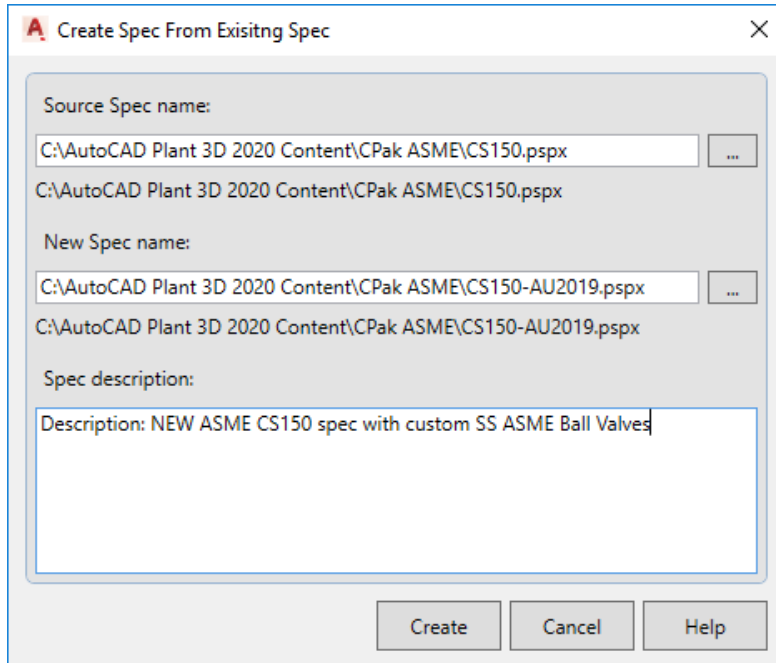 Create Spec From Exisitng Spec
Source Spec name:
C:\AutoCAD Plant 3D 2020 Content\CPak ASME\CS150.pspx
...
C:\AutoCAD Plant 3D 2020 Content\CPak ASME\CS150.pspx
New Spec name:
C:\AutoCAD Plant 3D 2020 Content\CPak ASME\CS150-AU2019.pspx
...
C:\AutoCAD Plant 3D 2020 Content\CPak ASME\CS150-AU2019.pspx
Spec description:
Description: NEW ASME CS150 spec with custom SS ASME Ball Valves
Create Cancel Help